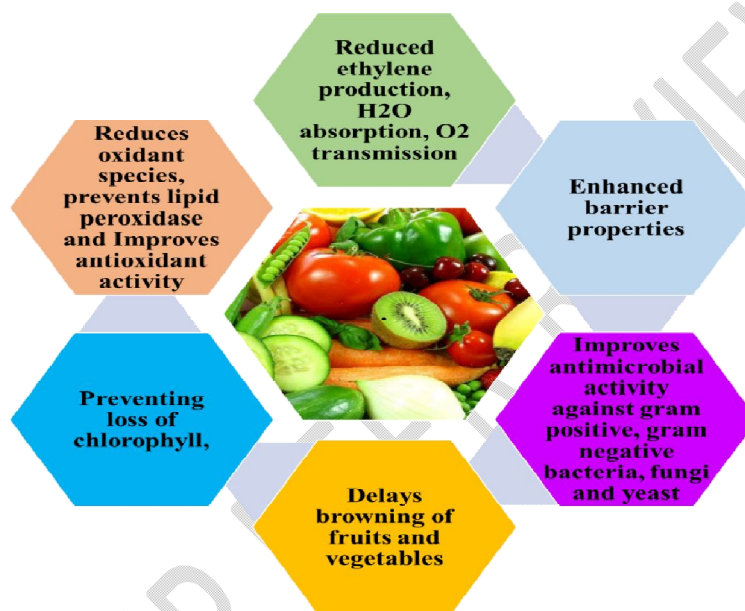 Reduced
ethylene
production,
H2O
absorption, O2
transmission
Enhanced
barrier
properties
Improves
antimicrobial
activity
against gram
positive, gram
negative
bacteria, fungi
and yeast
Delays
browning of
fruits and
vegetables
Preventing
loss of
chlorophyll,
Reduces
oxidant
species,
prevents lipid
peroxidase
and Improves
antioxidant
activity